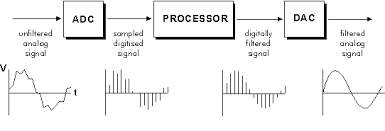 ADC
PROCESSOR
DAC
unfiltered
analog
signal
sampled
digitised
signal
digitally
filtered
signal
filtered
analog
signal
V
t